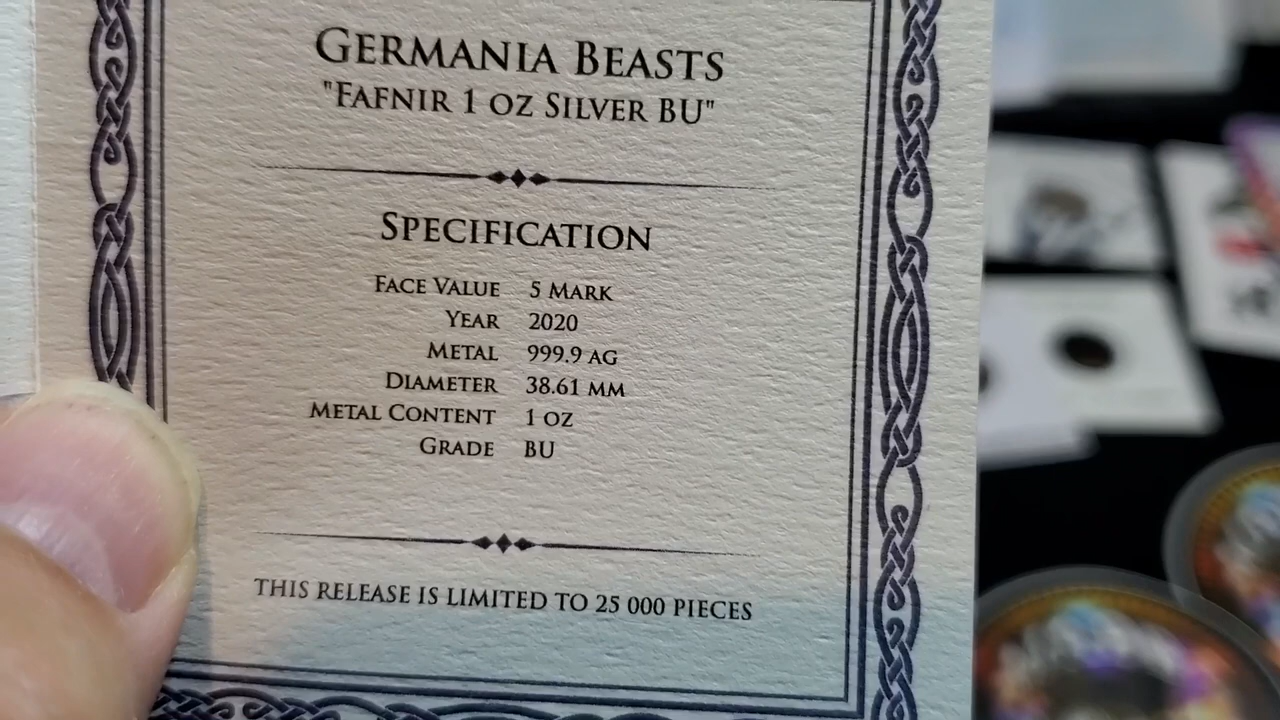 GERMANIA BEASTS
"FAFNIR 1 OZ SILVER BU"
SPECIFICATION
FACE VALUE 5 MARK
YEAR 2020
METAL 999.9 AG
DIAMETER 38.61 MM
METAL CONTENT 1 OZ
GRADE BU
THIS RELEASE IS LIMITED TO 25 000 PIECES